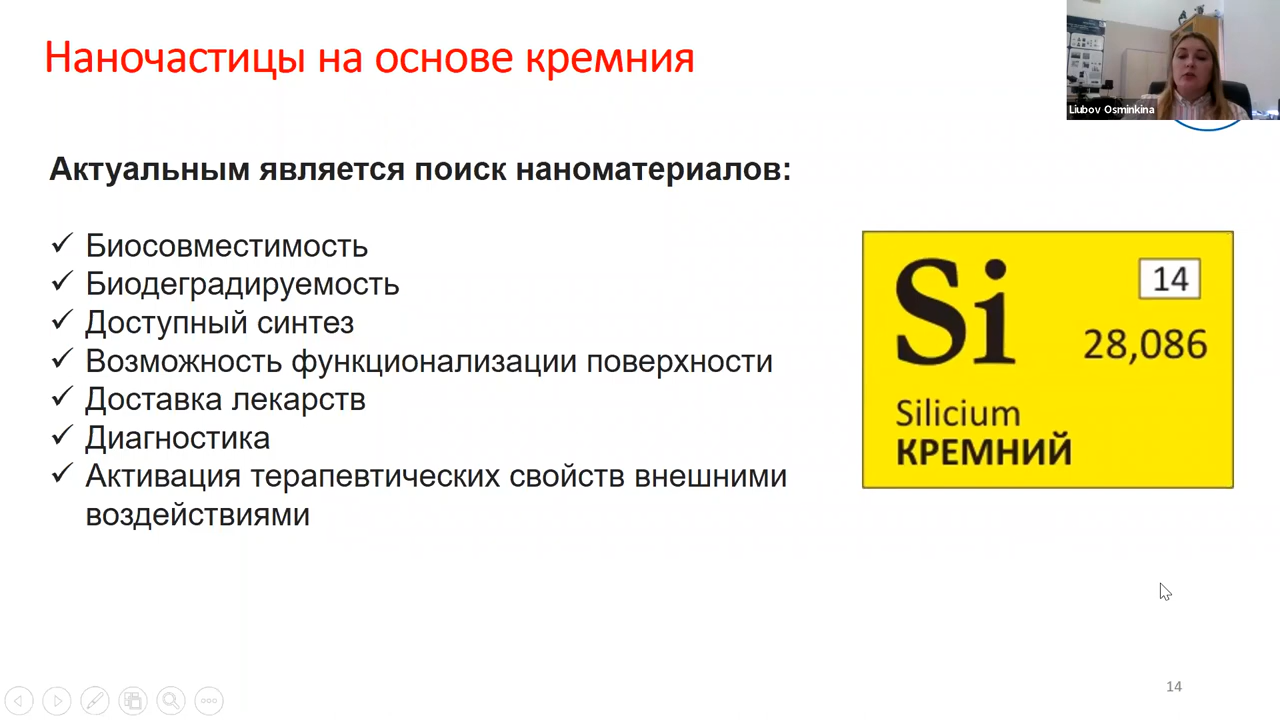 Наночастицы на основе кремния
Liubov Osminkina
Актуальным является поиск наноматериалов:
✓ Биосовместимость
✓ Биодеградируемость
✓ Доступный синтез
✓ Возможность функционализации поверхности
✓ Доставка лекарств
✓ Диагностика
✓ Активация терапевтических свойств внешними
воздействиями
Si
14
28,086
Silicium
КРЕМНИЙ
14